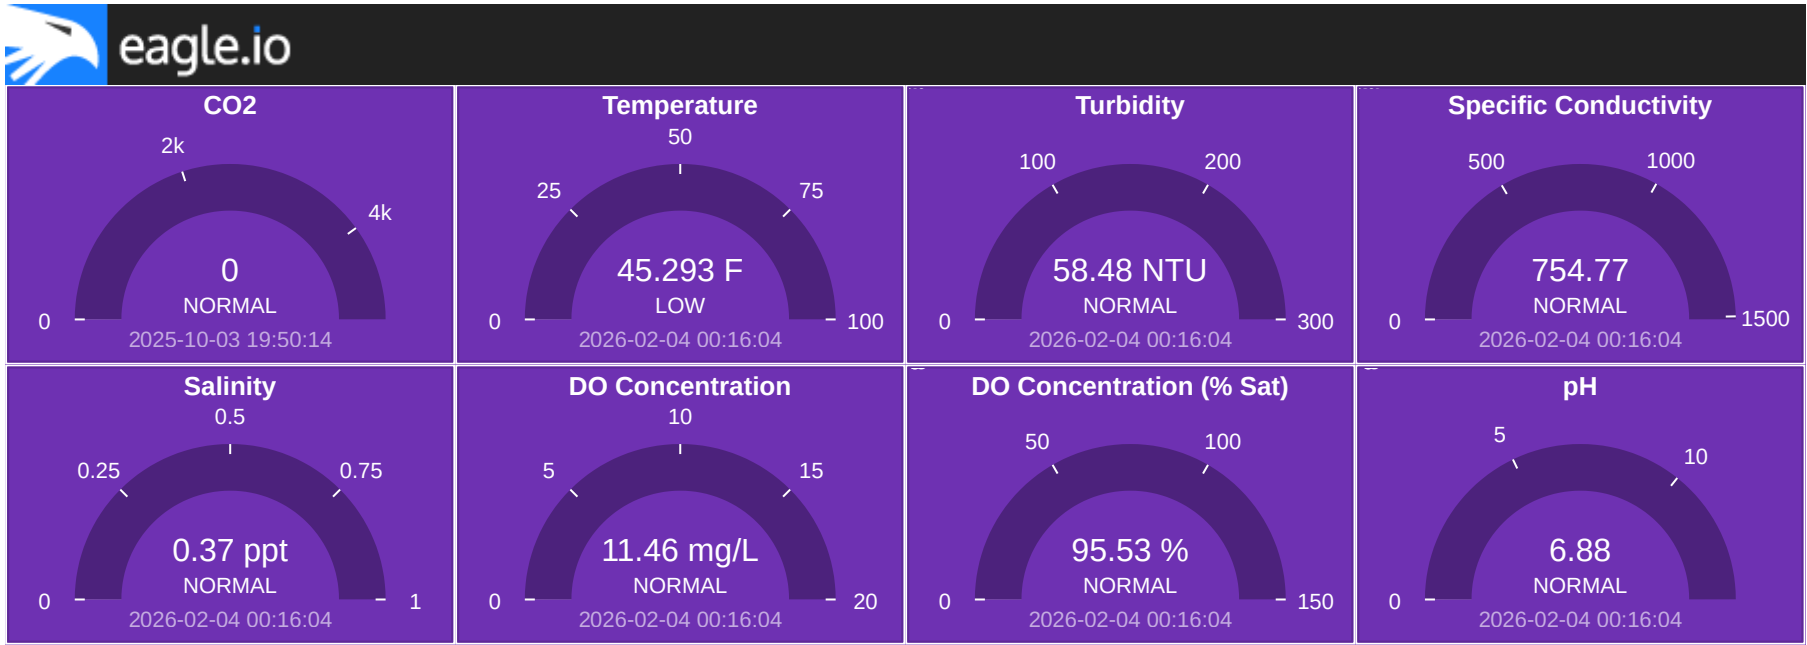 eagle.io
CO2
2k
4k
0
0
NORMAL
2025-10-03 19:50:14
Temperature
50
25
75
45.293 F
LOW
0
100
2026-02-04 00:16:04
Turbidity
100
200
58.48 NTU
NORMAL
0
300
2026-02-04 00:16:04
Specific Conductivity
500
1000
754.77
NORMAL
0
1500
2026-02-04 00:16:04
Salinity
0.5
0.25
0.75
0.37 ppt
NORMAL
0
1
2026-02-04 00:16:04
DO Concentration
10
5
15
11.46 mg/L
NORMAL
0
20
2026-02-04 00:16:04
DO Concentration (% Sat)
50
100
95.53 %
NORMAL
0
150
2026-02-04 00:16:04
pH
5
10
6.88
NORMAL
0
2026-02-04 00:16:04